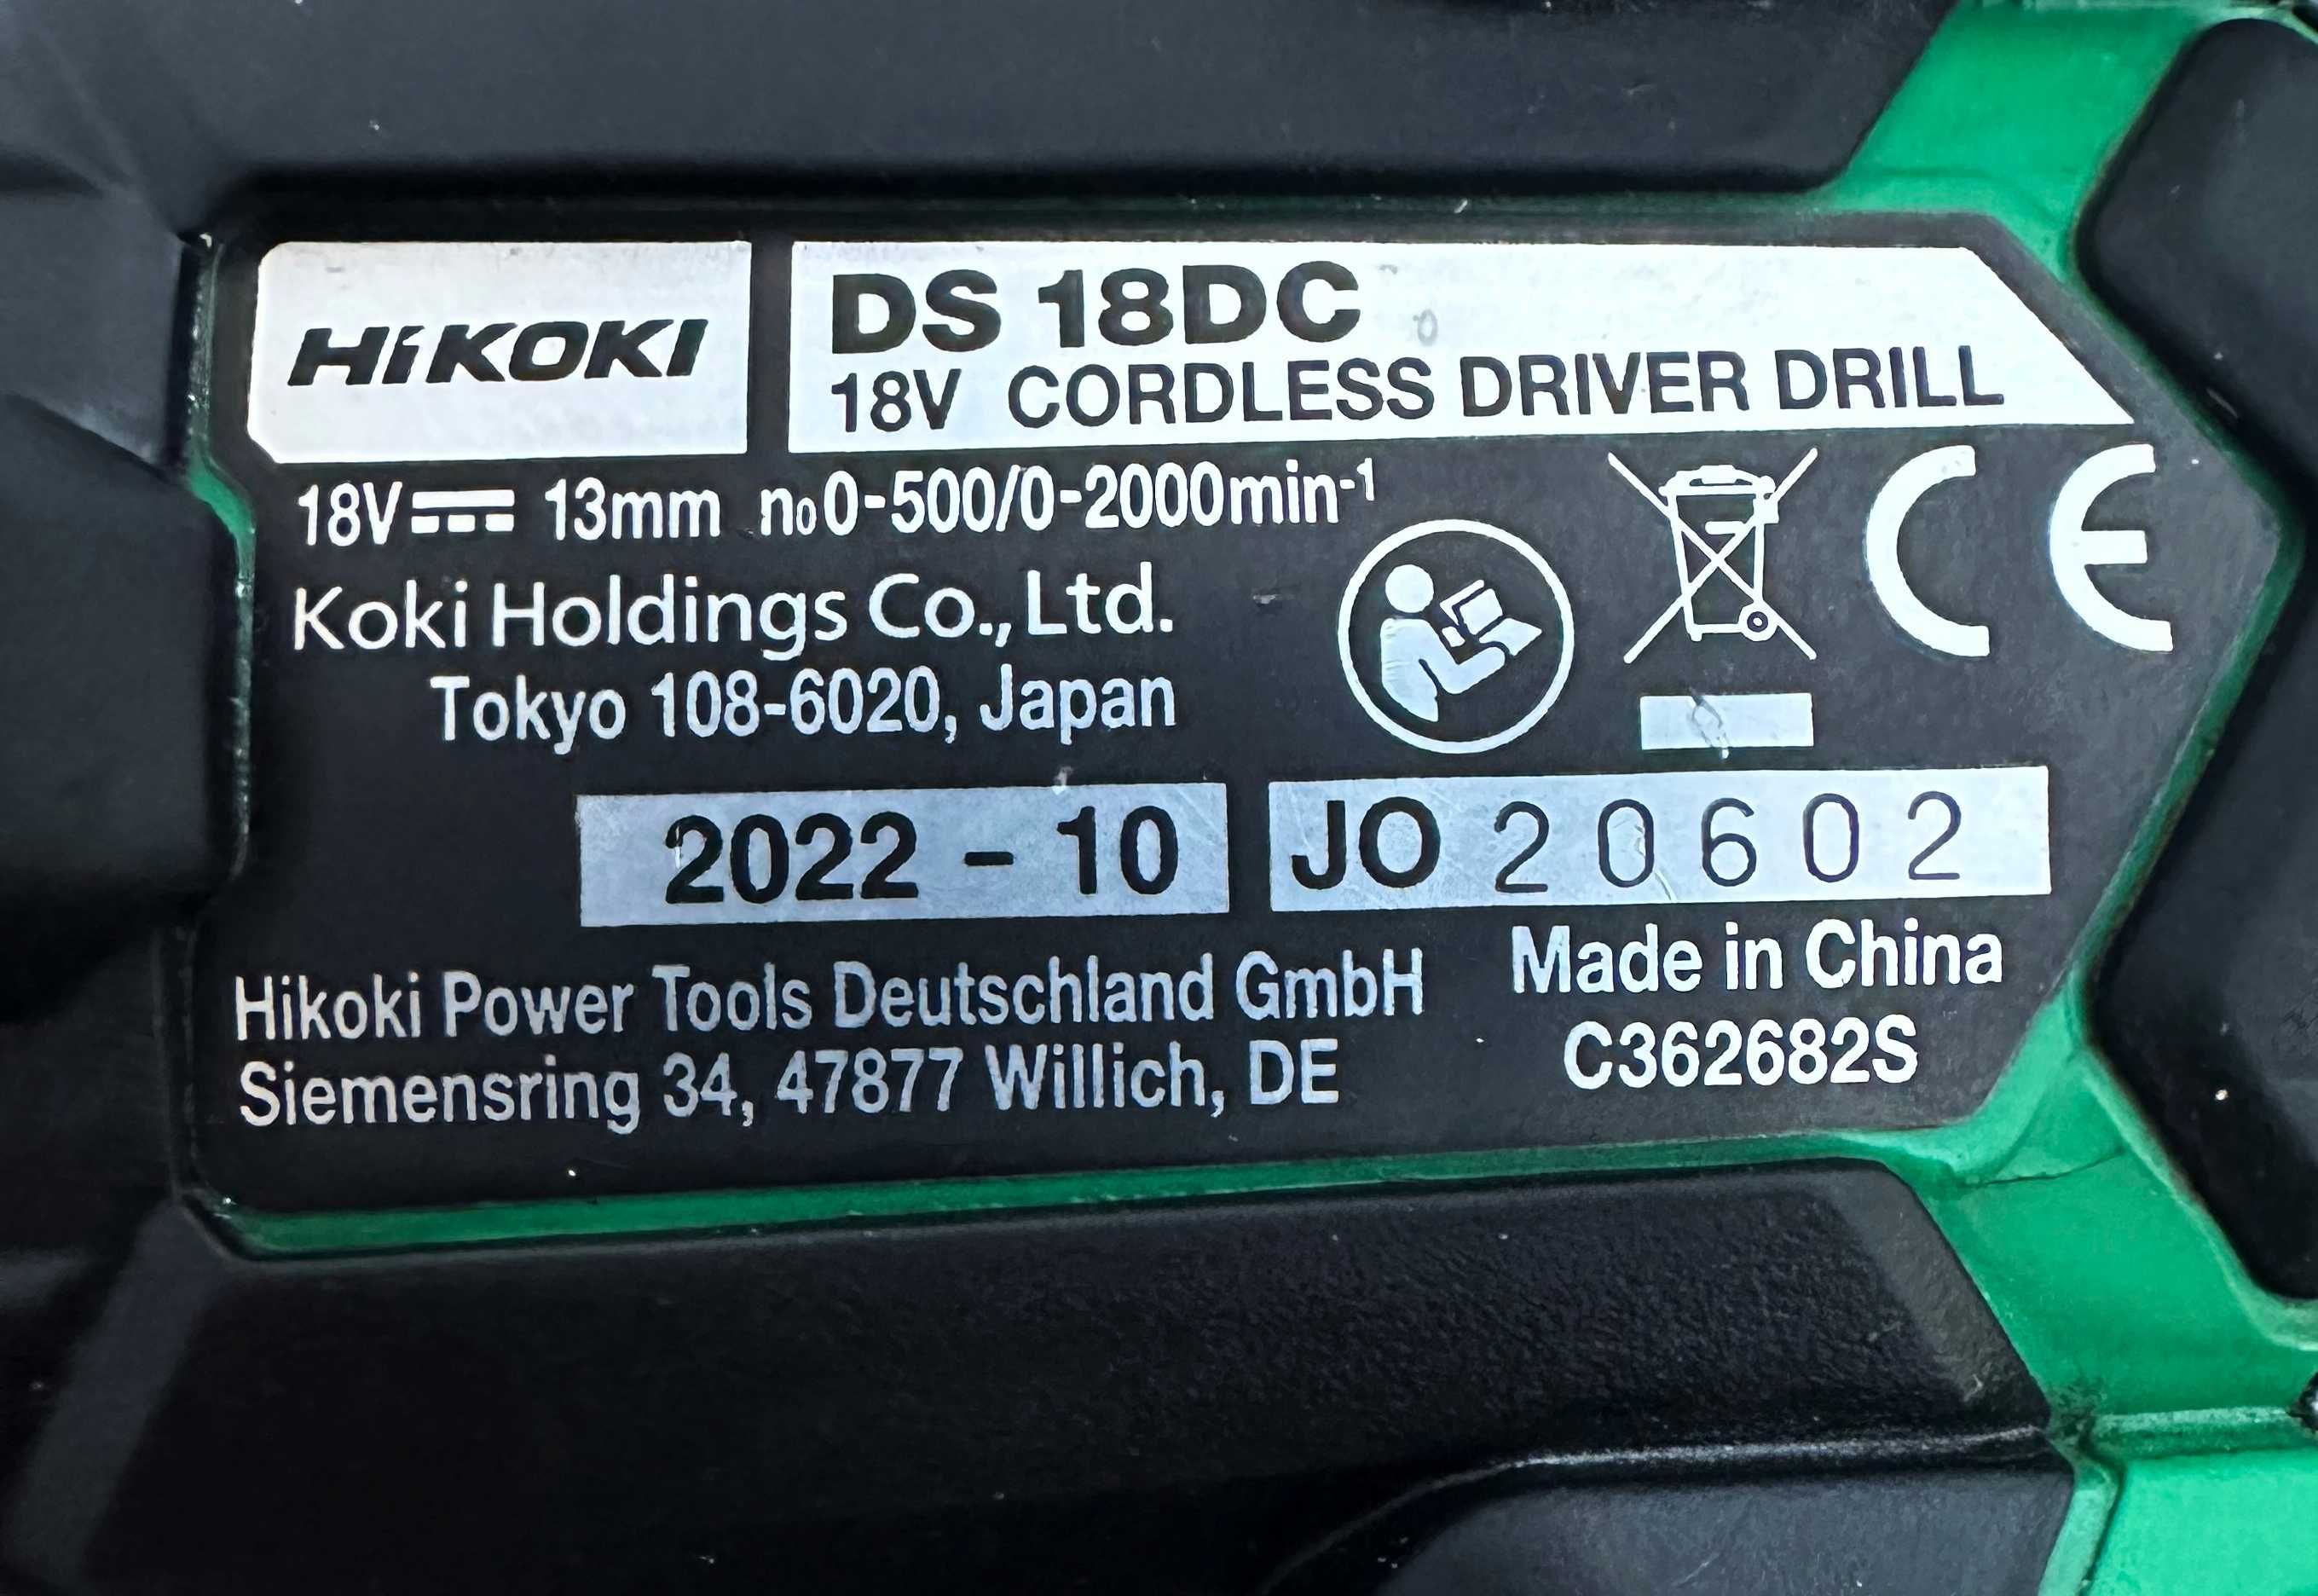 HiKOKI
DS 18DC
18V CORDLESS DRIVER DRILL
18V⎓ 13mm n₀0-500/0-2000min⁻¹
Koki Holdings Co., Ltd.
Tokyo 108-6020, Japan
CE
2022 - 10
JO 20602
Made in China
C362682S
Hikoki Power Tools Deutschland GmbH
Siemensring 34, 47877 Willich, DE